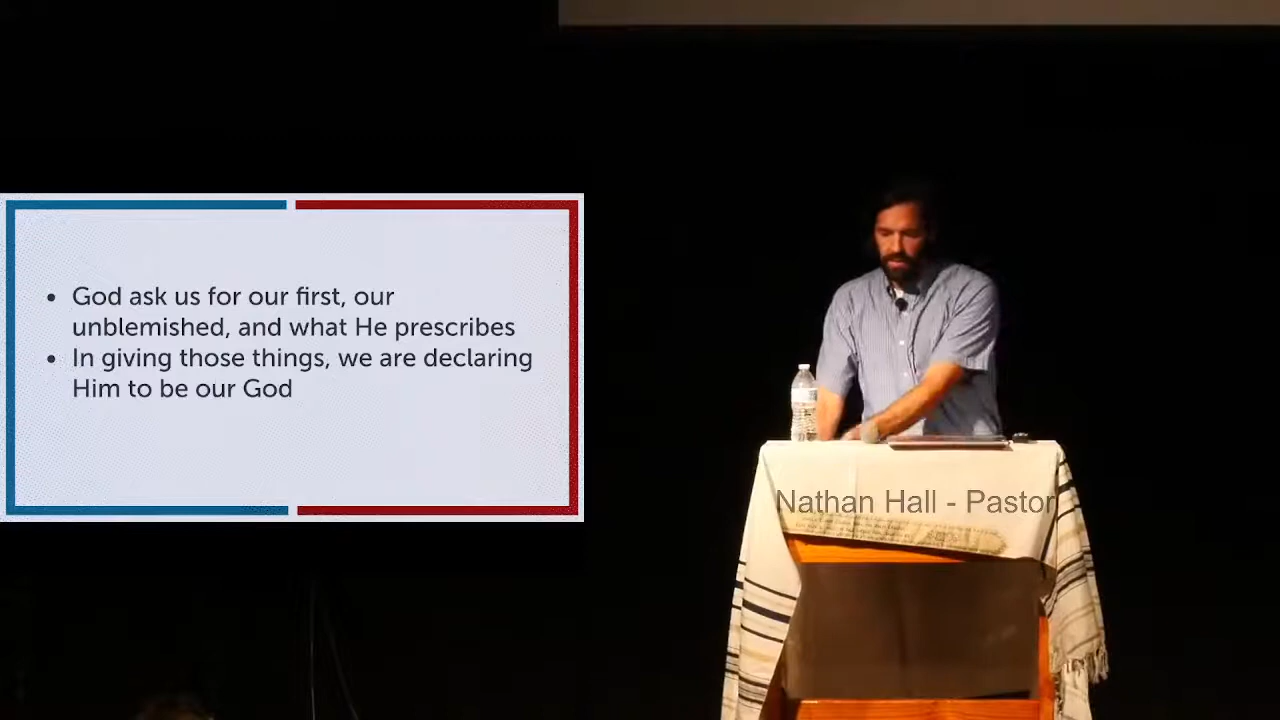 • God ask us for our first, our
unblemished, and what He prescribes
• In giving those things, we are declaring
Him to be our God
Nathan Hall - Pastor